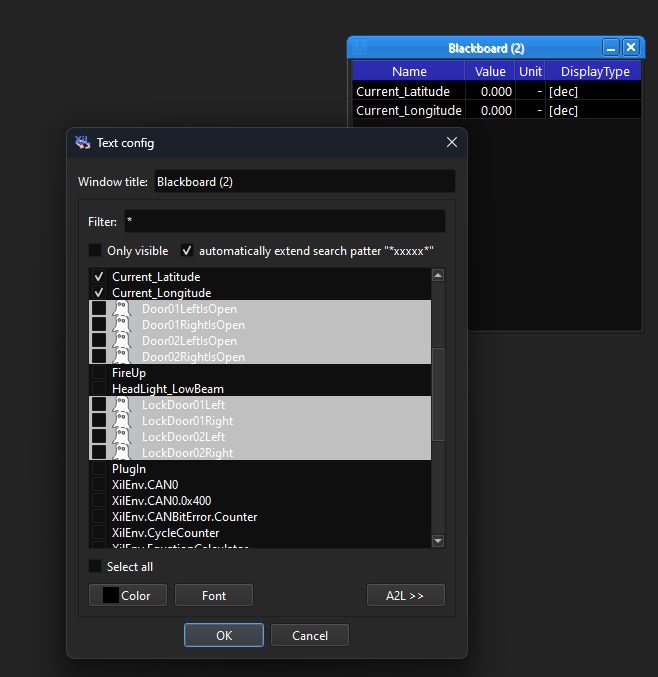 Blackboard (2)
Name Value Unit DisplayType
Current_Latitude 0.000 - [dec]
Current_Longitude 0.000 - [dec]
Xil Text config
Window title: Blackboard (2)
Filter: *
Only visible automatically extend search patter "*xxxxx*"
Current_Latitude
Current_Longitude
Door01LeftIsOpen
Door01RightIsOpen
Door02LeftIsOpen
Door02RightIsOpen
FireUp
HeadLight_LowBeam
LockDoor01Left
LockDoor01Right
LockDoor02Left
LockDoor02Right
PlugIn
XilEnv.CAN0
XilEnv.CAN0.0x400
XilEnv.CANBitError.Counter
XilEnv.CycleCounter
XilEnv.EquationCalculator
Select all
Color Font A2L >>
OK Cancel